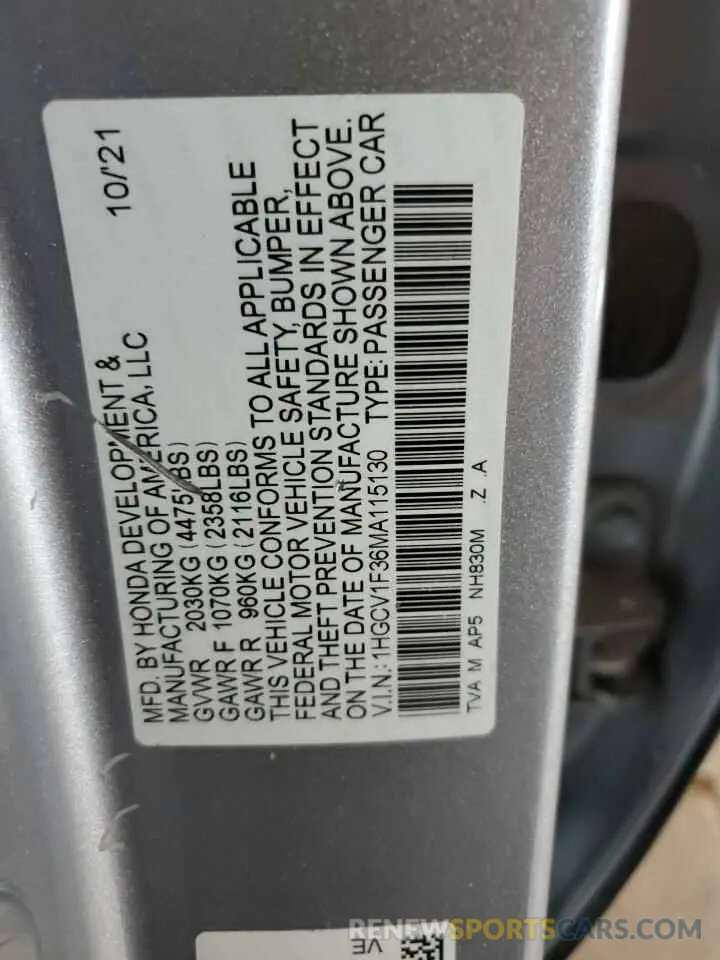 MFD. BY HONDA DEVELOPMENT & 10/'21
MANUFACTURING OF AMERICA, LLC
GVWR 2030KG (4475LBS)
GAWR F 1070KG (2358LBS)
GAWR R 960KG (2116LBS)
THIS VEHICLE CONFORMS TO ALL APPLICABLE
FEDERAL MOTOR VEHICLE SAFETY, BUMPER,
AND THEFT PREVENTION STANDARDS IN EFFECT
ON THE DATE OF MANUFACTURE SHOWN ABOVE.
V.I.N.: 1HGCV1F36MA115130 TYPE: PASSENGER CAR
TVA M AP5 NH830M .Z .A
VE
RENEWSPORTSCARS.COM